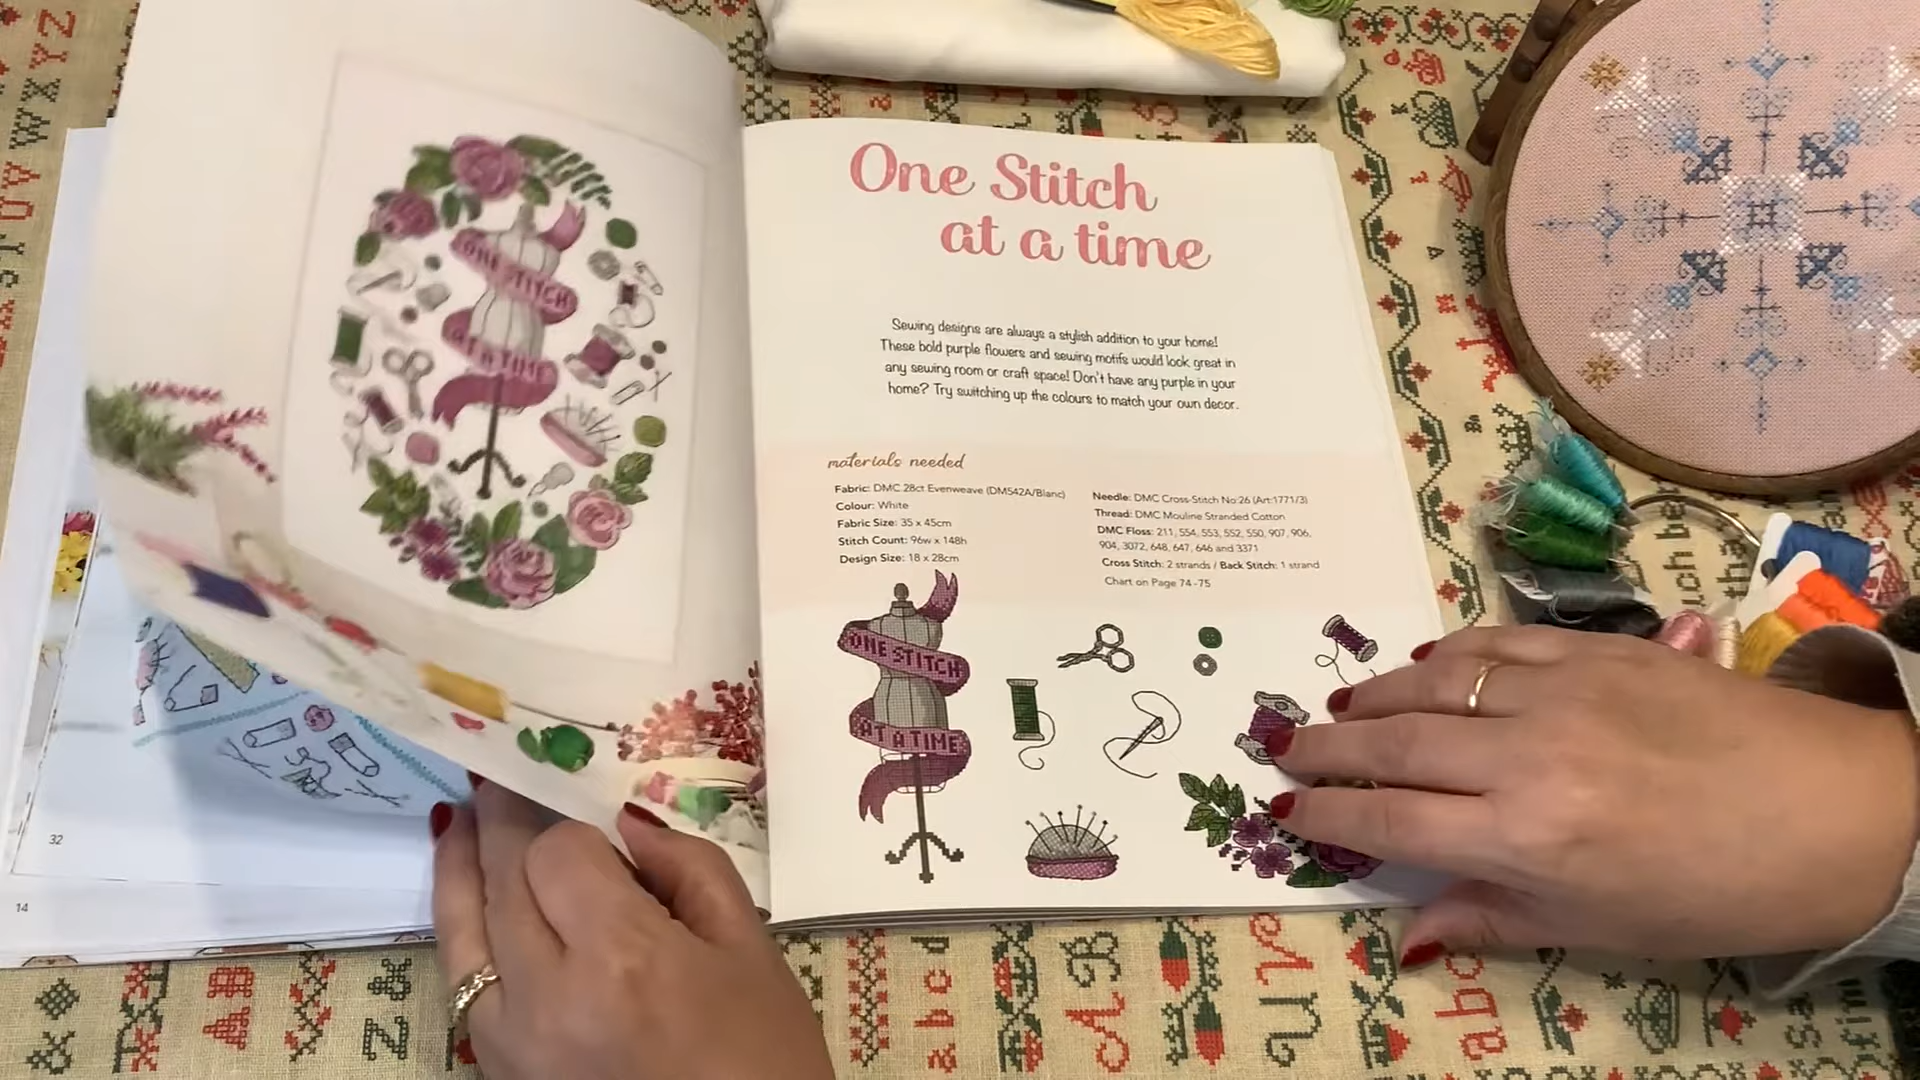 ONE STITCH
AT A TIME
32
14
One Stitch
at a time
Sewing designs are always a stylish addition to your home!
These bold purple flowers and sewing motifs would look great in
any sewing room or craft space! Don't have any purple in your
home? Try switching up the colours to match your own decor.
materials needed
Fabric: DMC 28ct Evenweave (DM542A/Blanc)
Colour: White
Fabric Size: 35 x 45cm
Stitch Count: 96w x 148h
Design Size: 18 x 28cm
Needle: DMC Cross-Stitch No:26 (Art:1771/3)
Thread: DMC Mouline Stranded Cotton
DMC Floss: 211, 554, 553, 552, 550, 907, 906,
904, 3072, 648, 647, 646 and 3371
Cross Stitch: 2 strands / Back Stitch: 1 strand
Chart on Page 74-75
ONE STITCH
AT A TIME
UVWXYZ
abcd
AB
abc